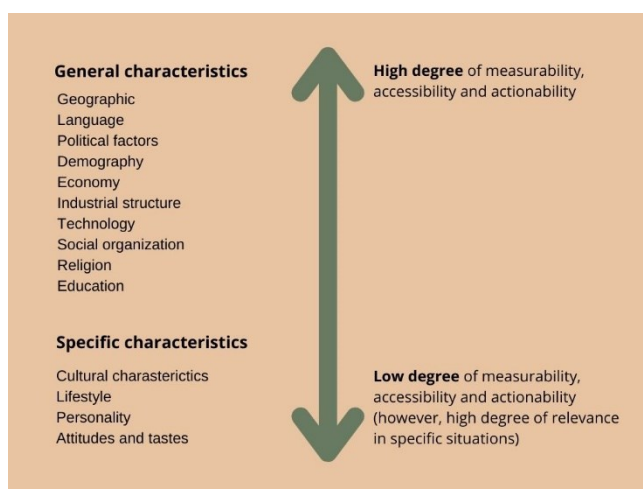 General characteristics
Geographic
Language
Political factors
Demography
Economy
Industrial structure
Technology
Social organization
Religion
Education
High degree of measurability,
accessibility and actionability
Specific characteristics
Cultural charasterictics
Lifestyle
Personality
Attitudes and tastes
Low degree of measurability,
accessibility and actionability
(however, high degree of relevance
in specific situations)